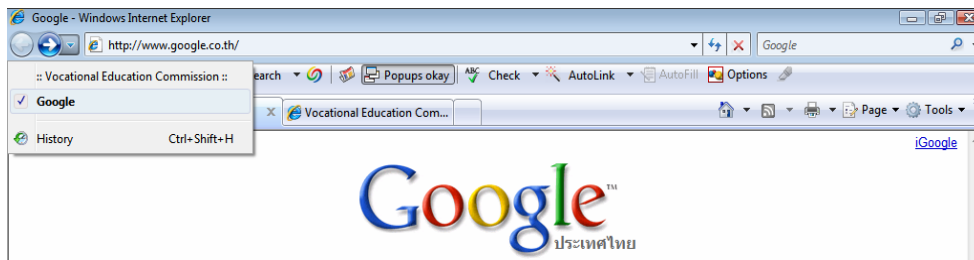 Google - Windows Internet Explorer
http://www.google.co.th/
Google
:: Vocational Education Commission ::
earch Popups okay ABC Check AutoLink AutoFill Options
Google
X Vocational Education Com...
Page Tools
History Ctrl+Shift+H
iGoogle
Google™
ประเทศไทย